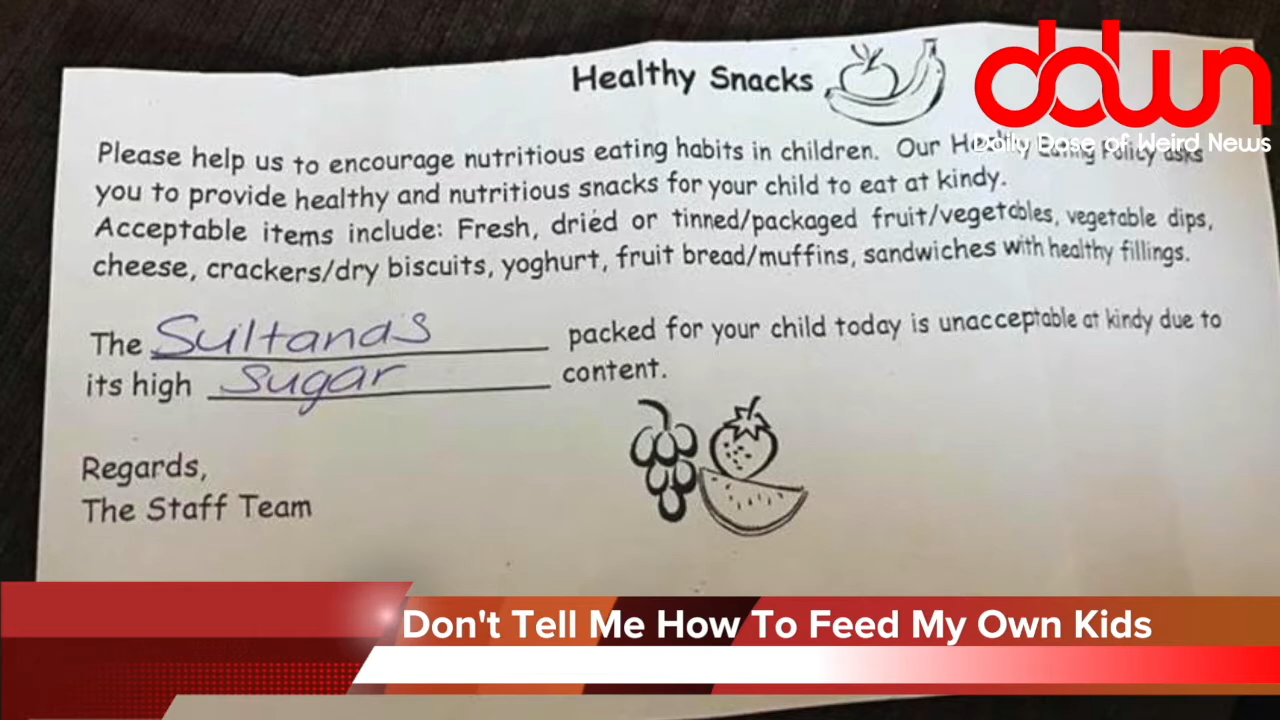 Healthy Snacks
ddwn
Daily Dose of Weird News
Please help us to encourage nutritious eating habits in children. Our Eating Policy asks
you to provide healthy and nutritious snacks for your child to eat at kindy.
Acceptable items include: Fresh, dried or tinned/packaged fruit/vegetables, vegetable dips,
cheese, crackers/dry biscuits, yoghurt, fruit bread/muffins, sandwiches with healthy fillings.
The Sultanas packed for your child today is unacceptable at kindy due to
its high sugar content.
Regards,
The Staff Team
Don't Tell Me How To Feed My Own Kids